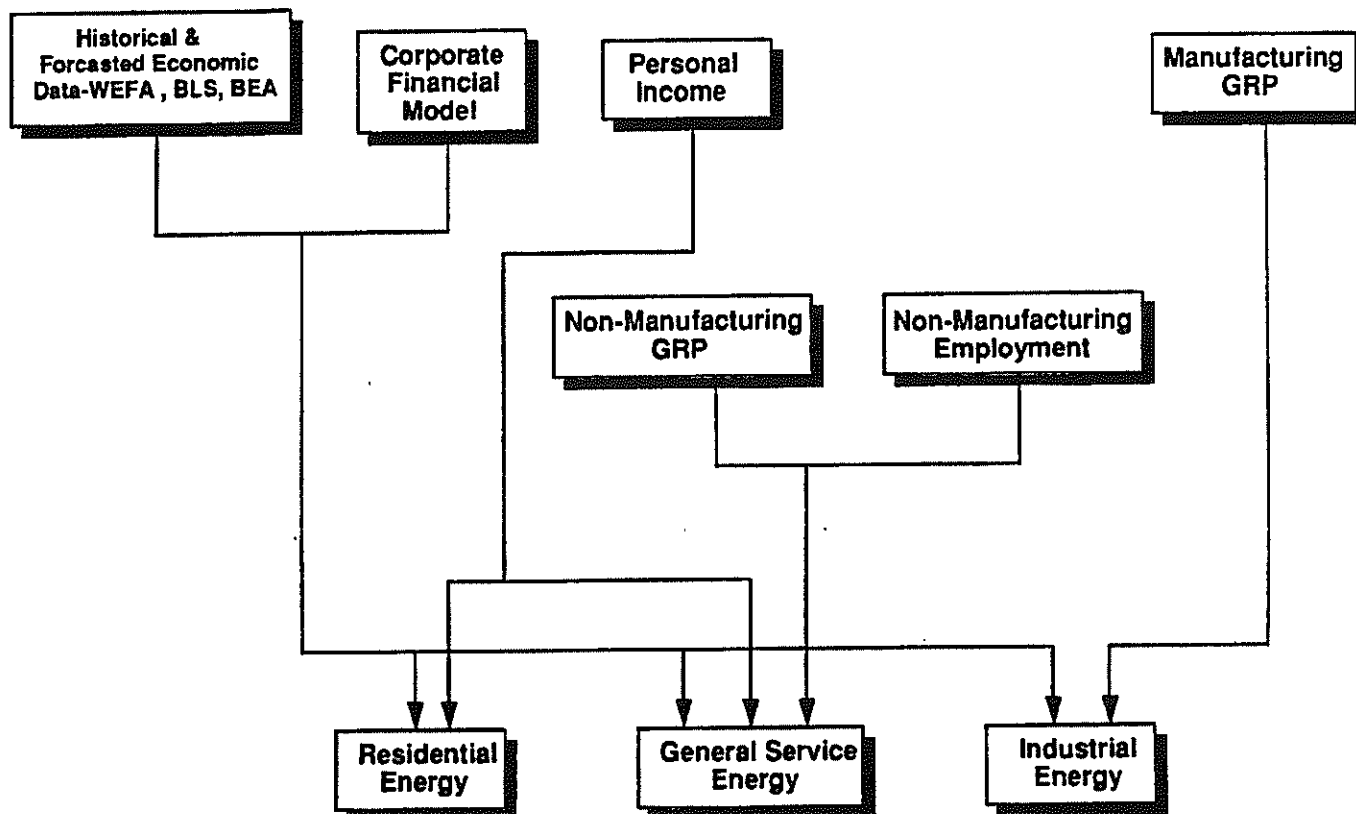 Historical &
Forcasted Economic
Data-WEFA , BLS, BEA
Corporate
Financial
Model
Personal
Income
Manufacturing
GRP
Non-Manufacturing
GRP
Non-Manufacturing
Employment
Residential
Energy
General Service
Energy
Industrial
Energy